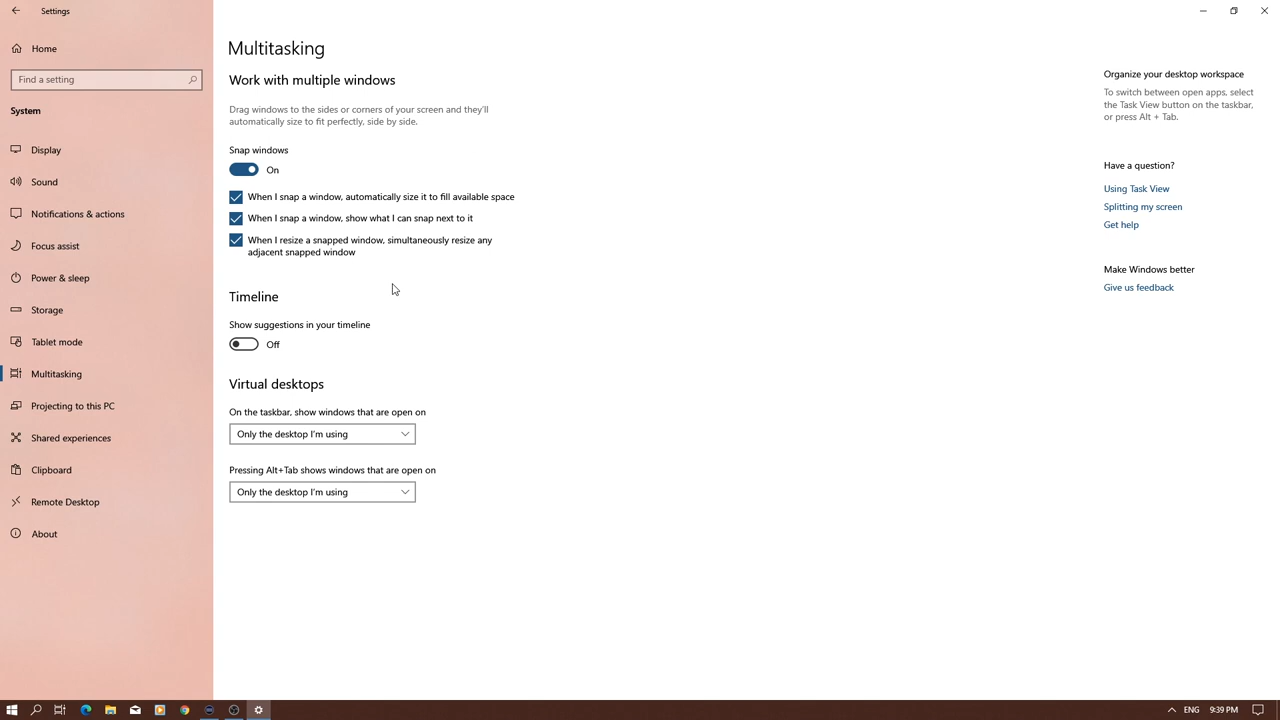 Settings
Home
Find a setting
System
Display
Sound
Notifications & actions
Focus assist
Power & sleep
Storage
Tablet mode
Multitasking
Projecting to this PC
Shared experiences
Clipboard
Remote Desktop
About
Multitasking
Work with multiple windows
Drag windows to the sides or corners of your screen and they'll
automatically size to fit perfectly, side by side.
Snap windows
On
When I snap a window, automatically size it to fill available space
When I snap a window, show what I can snap next to it
When I resize a snapped window, simultaneously resize any
adjacent snapped window
Timeline
Show suggestions in your timeline
Off
Virtual desktops
On the taskbar, show windows that are open on
Only the desktop I'm using
Pressing Alt+Tab shows windows that are open on
Only the desktop I'm using
Organize your desktop workspace
To switch between open apps, select
the Task View button on the taskbar,
or press Alt + Tab.
Have a question?
Using Task View
Splitting my screen
Get help
Make Windows better
Give us feedback
ENG
9:39 PM